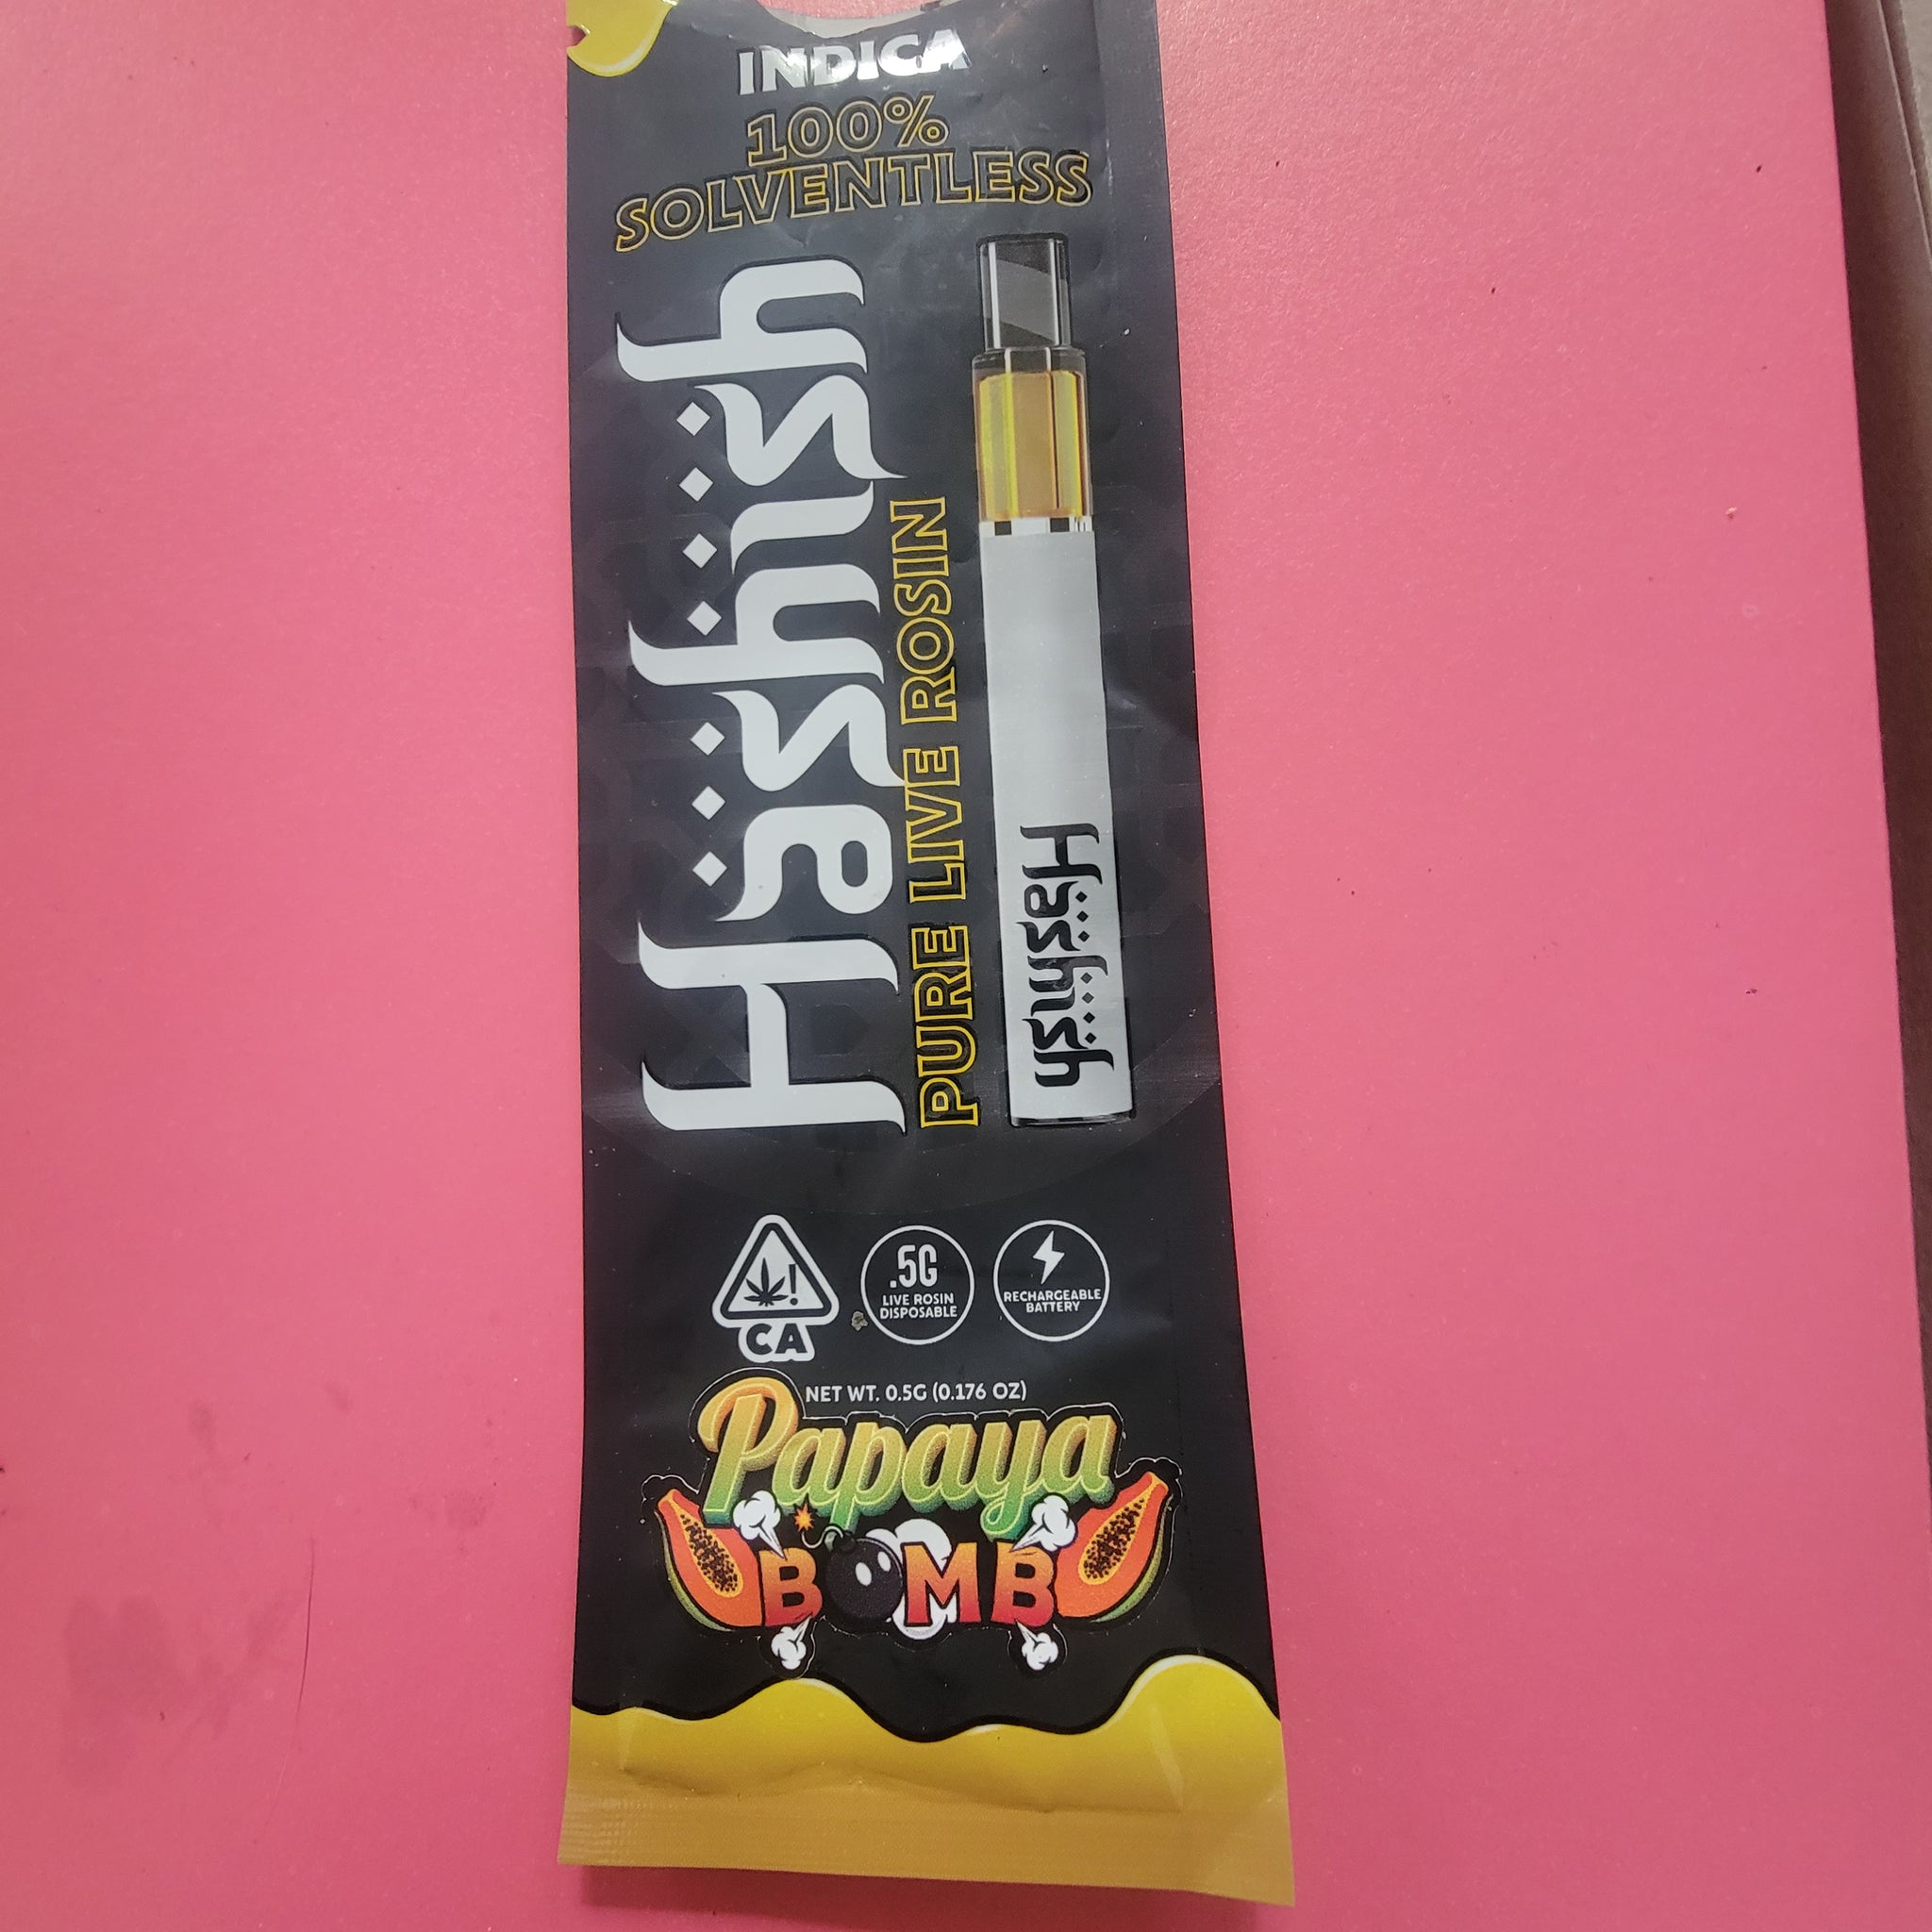 INDICA
100%
SOLVENTLESS
Hashish
PURE LIVE ROSIN
Hashish
CA
.5G
LIVE ROSIN
DISPOSABLE
RECHARGEABLE
BATTERY
NET WT. 0.5G (0.176 OZ)
Papaya
BOMB